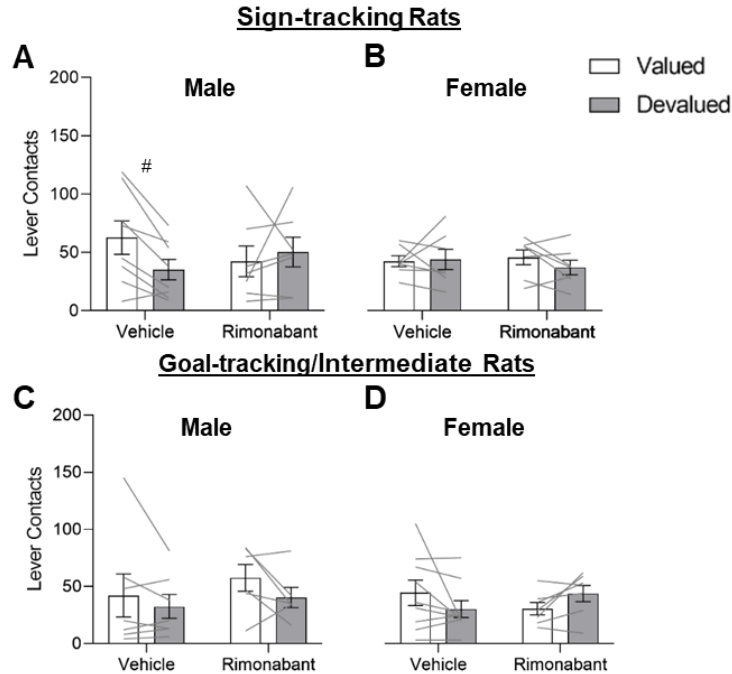 Sign-tracking Rats
A
B
Male
Female
Valued
Devalued
200
150
100
50
0
Lever Contacts
#
Vehicle
Rimonabant
Vehicle
Rimonabant
Goal-tracking/Intermediate Rats
C
D
Male
Female
200
150
100
50
0
Lever Contacts
Vehicle
Rimonabant
Vehicle
Rimonabant